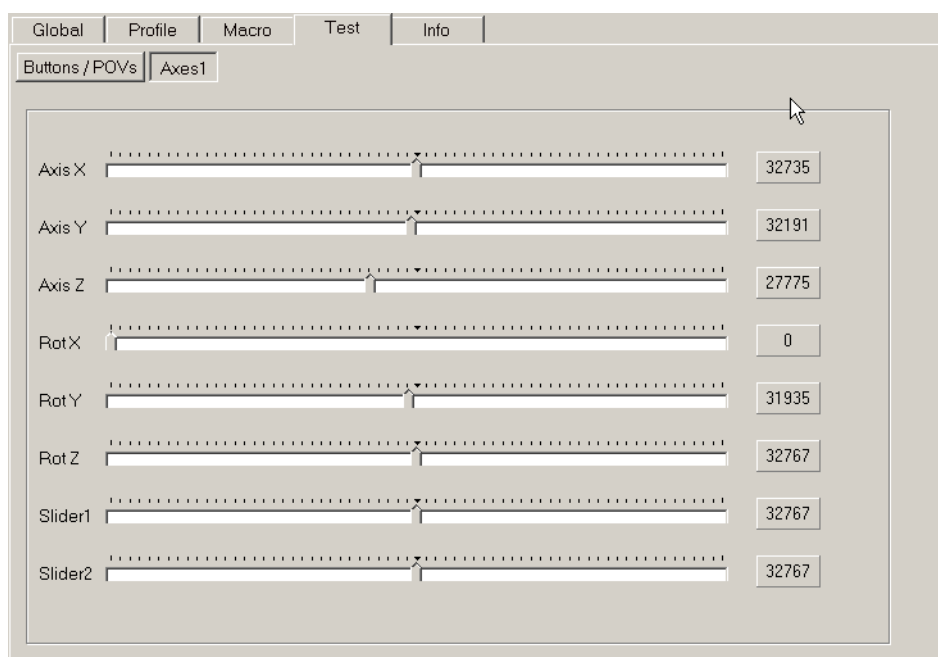 Global Profile Macro Test Info
Buttons / POVs Axes1
Axis X 32735
Axis Y 32191
Axis Z 27775
Rot X 0
Rot Y 31935
Rot Z 32767
Slider1 32767
Slider2 32767